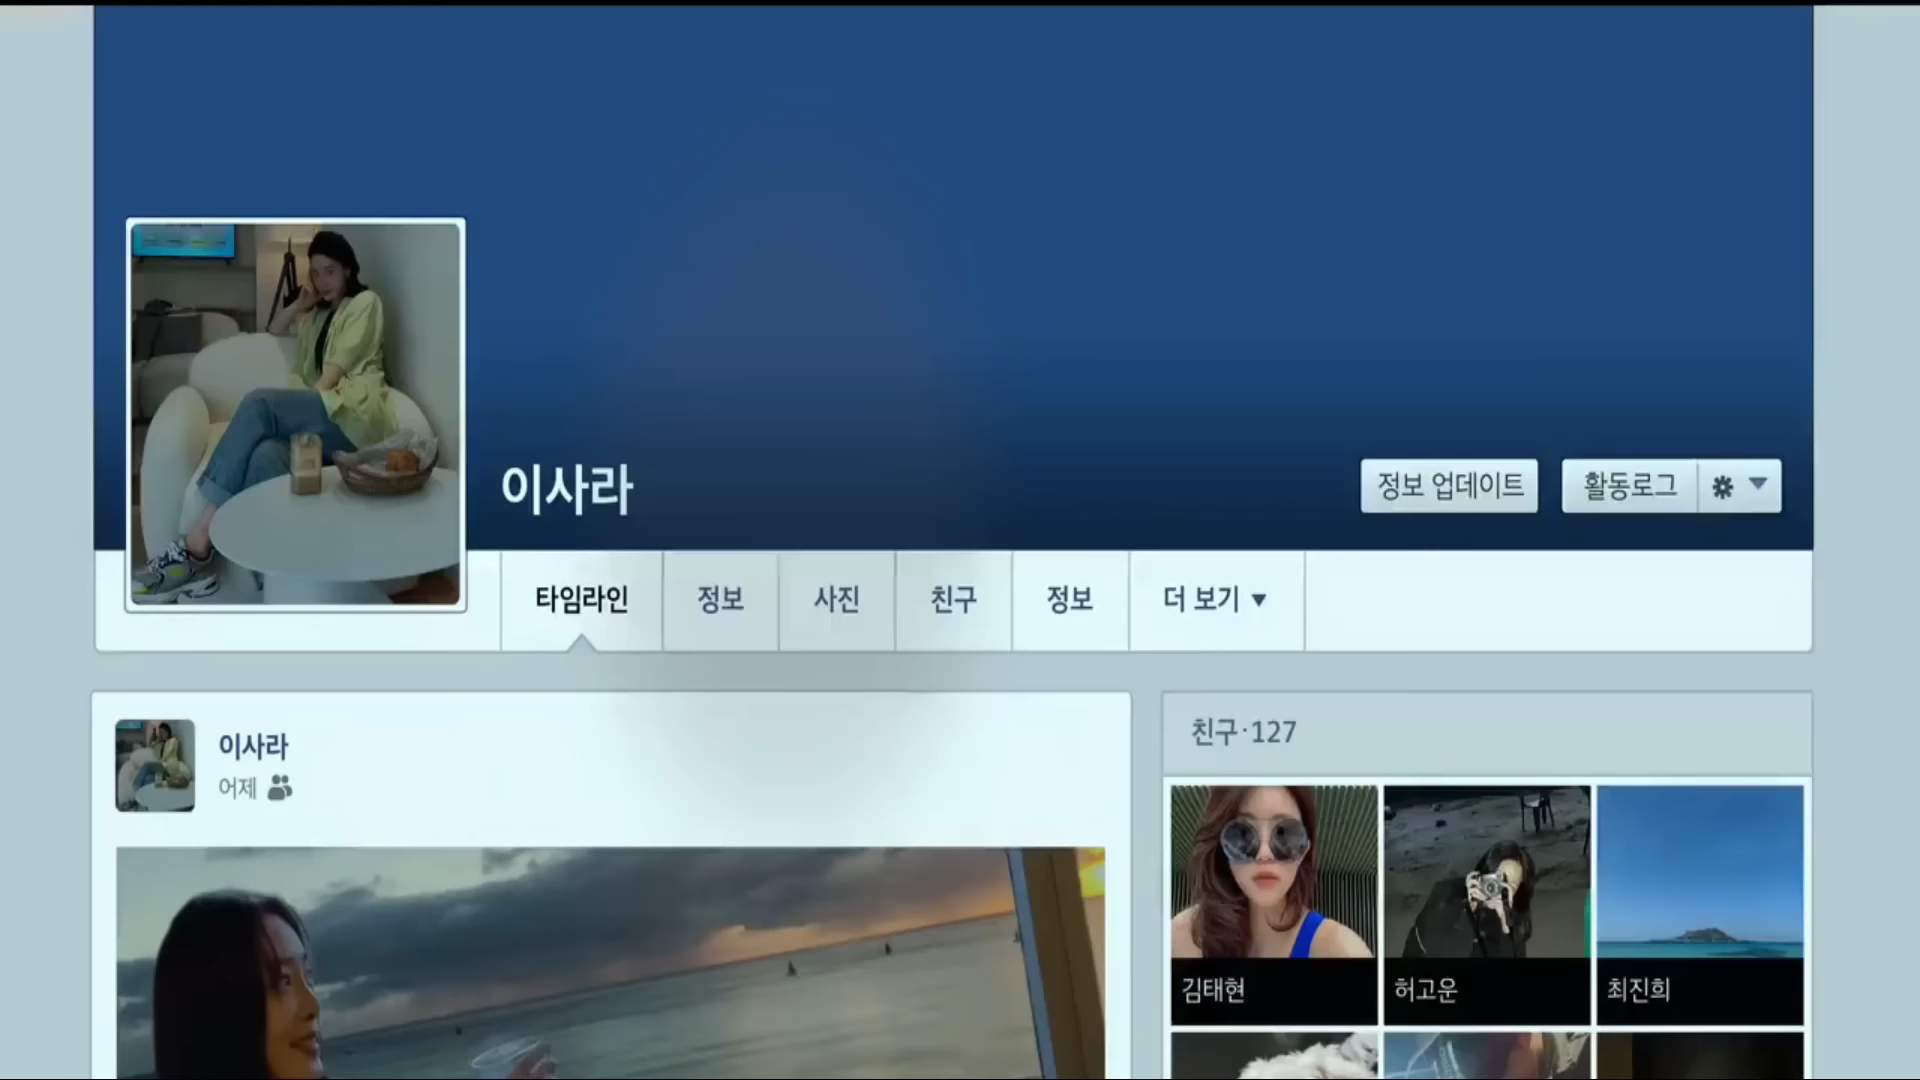 이사라
정보 업데이트
활동로그
타임라인
정보
사진
친구
정보
더 보기
이사라
어제
친구·127
김태현
허고운
최진희